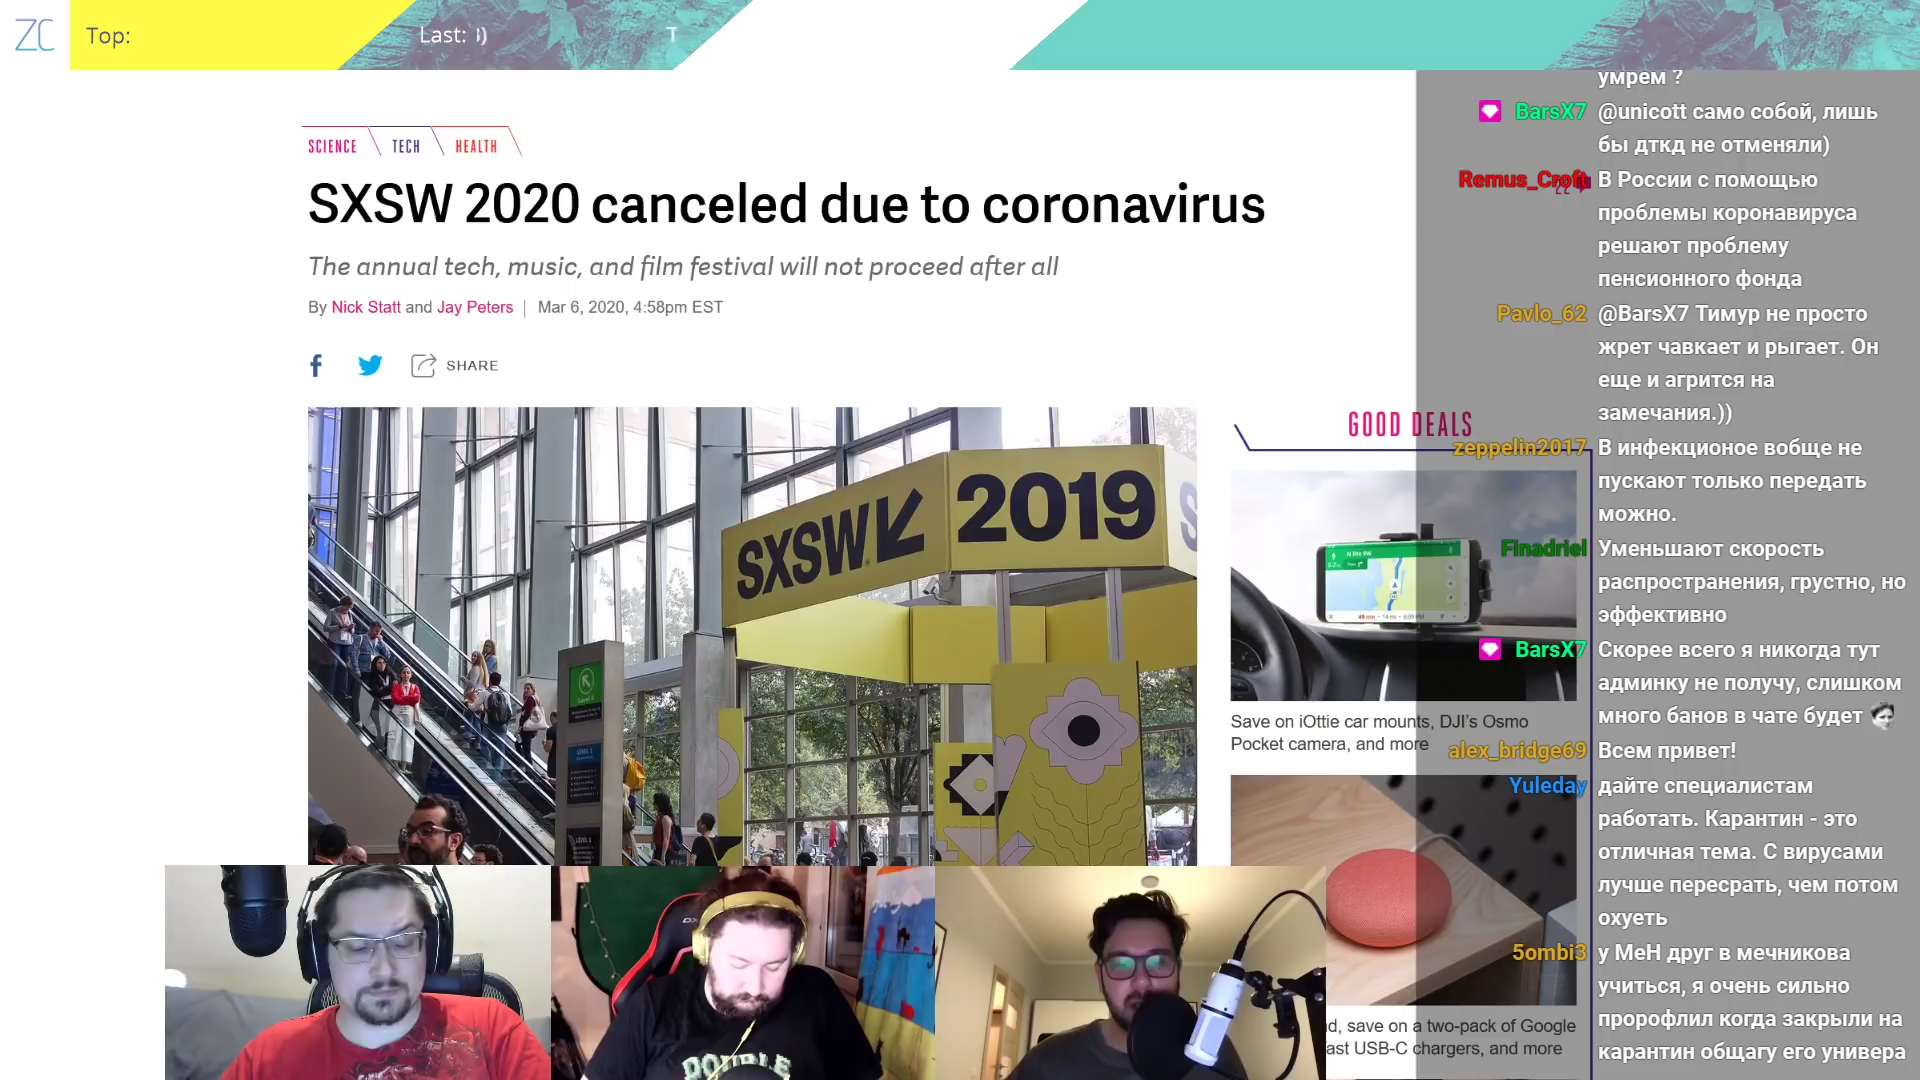 ZC
Top:
Last:
T
SCIENCE
TECH
HEALTH
SXSW 2020 canceled due to coronavirus
The annual tech, music, and film festival will not proceed after all
By Nick Statt and Jay Peters | Mar 6, 2020, 4:58pm EST
SHARE
SXSW 2019
GOOD DEALS
Save on iOttie car mounts, DJI's Osmo
Pocket camera, and more
d, save on a two-pack of Google
ast USB-C chargers, and more
DOUBLE
умрем ?
BarsX7 @unicott само собой, лишь
бы дткд не отменяли)
Remus_Croft В России с помощью
проблемы коронавируса
решают проблему
пенсионного фонда
Pavlo_62 @BarsX7 Тимур не просто
жрет чавкает и рыгает. Он
еще и агрится на
замечания.))
zeppelin2017 В инфекционое вобще не
пускают только передать
можно.
Finadriel Уменьшают скорость
распространения, грустно, но
эффективно
BarsX7 Скорее всего я никогда тут
админку не получу, слишком
много банов в чате будет
alex_bridge69 Всем привет!
Yuleday дайте специалистам
работать. Карантин - это
отличная тема. С вирусами
лучше пересрать, чем потом
охуеть
5ombi3 у МеН друг в мечникова
учиться, я очень сильно
пророфлил когда закрыли на
карантин общагу его универа